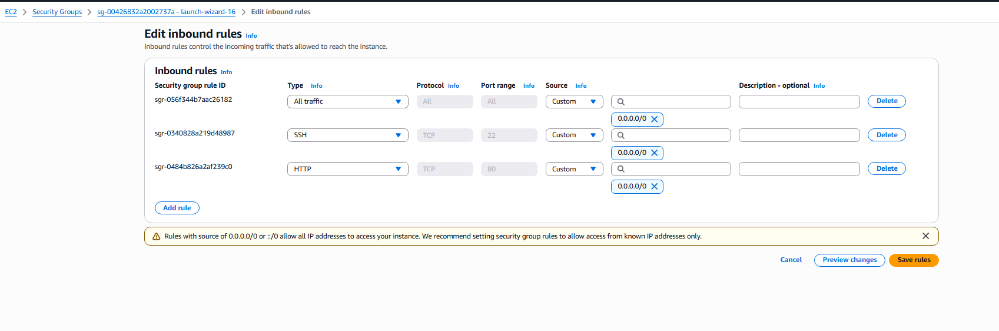 EC2 > Security Groups > sg-00426832a2002737a - launch-wizard-16 > Edit inbound rules
Edit inbound rules Info
Inbound rules control the incoming traffic that's allowed to reach the instance.
Inbound rules Info
Security group rule ID Type Info Protocol Info Port range Info Source Info Description - optional Info
sgr-056f344b7aac26182 All traffic All All Custom Delete
0.0.0.0/0
sgr-0340828a219d48987 SSH TCP 22 Custom Delete
0.0.0.0/0
sgr-0484b826a2af239c0 HTTP TCP 80 Custom Delete
0.0.0.0/0
Add rule
Rules with source of 0.0.0.0/0 or ::/0 allow all IP addresses to access your instance. We recommend setting security group rules to allow access from known IP addresses only.
Cancel Preview changes Save rules